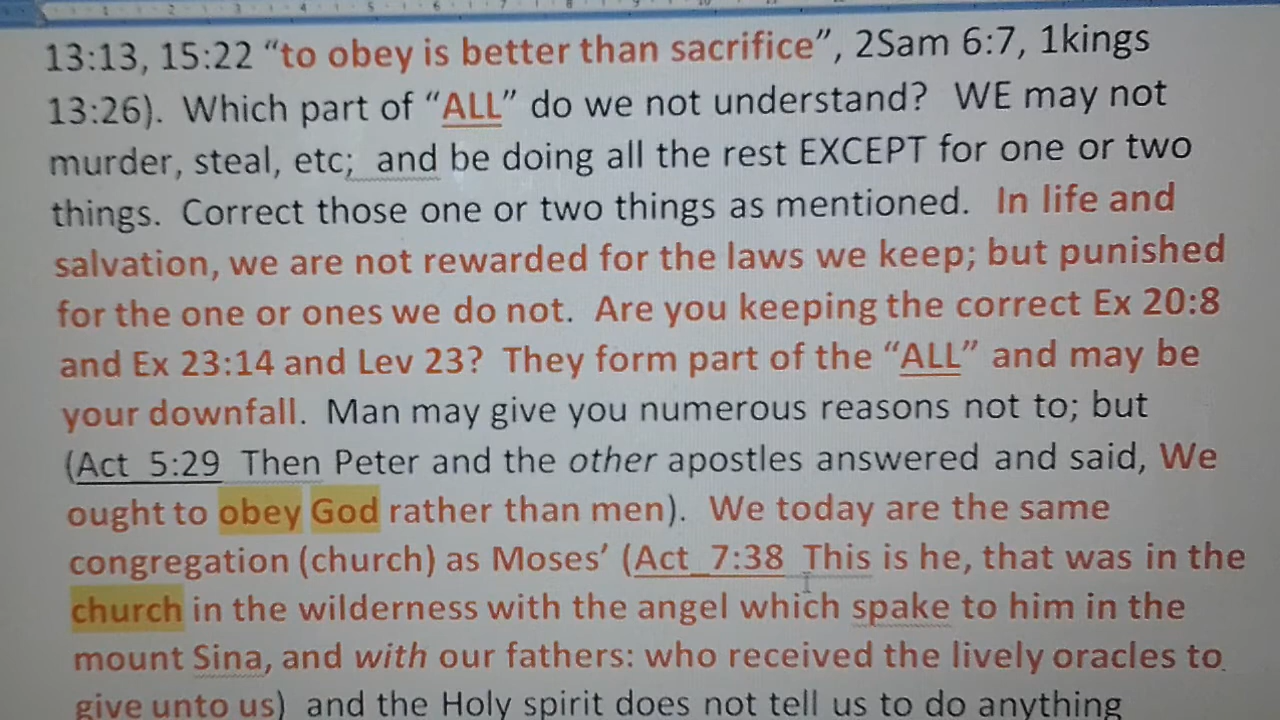 13:13, 15:22 “to obey is better than sacrifice”, 2Sam 6:7, 1kings
13:26).  Which part of “ALL” do we not understand?  WE may not
murder, steal, etc;  and be doing all the rest EXCEPT for one or two
things.  Correct those one or two things as mentioned.  In life and
salvation, we are not rewarded for the laws we keep; but punished
for the one or ones we do not.  Are you keeping the correct Ex 20:8
and Ex 23:14 and Lev 23?  They form part of the “ALL” and may be
your downfall.  Man may give you numerous reasons not to; but
(Act  5:29  Then Peter and the other apostles answered and said, We
ought to obey God rather than men).  We today are the same
congregation (church) as Moses’ (Act  7:38  This is he, that was in the
church in the wilderness with the angel which spake to him in the
mount Sina, and with our fathers: who received the lively oracles to
give unto us)  and the Holy spirit does not tell us to do anything